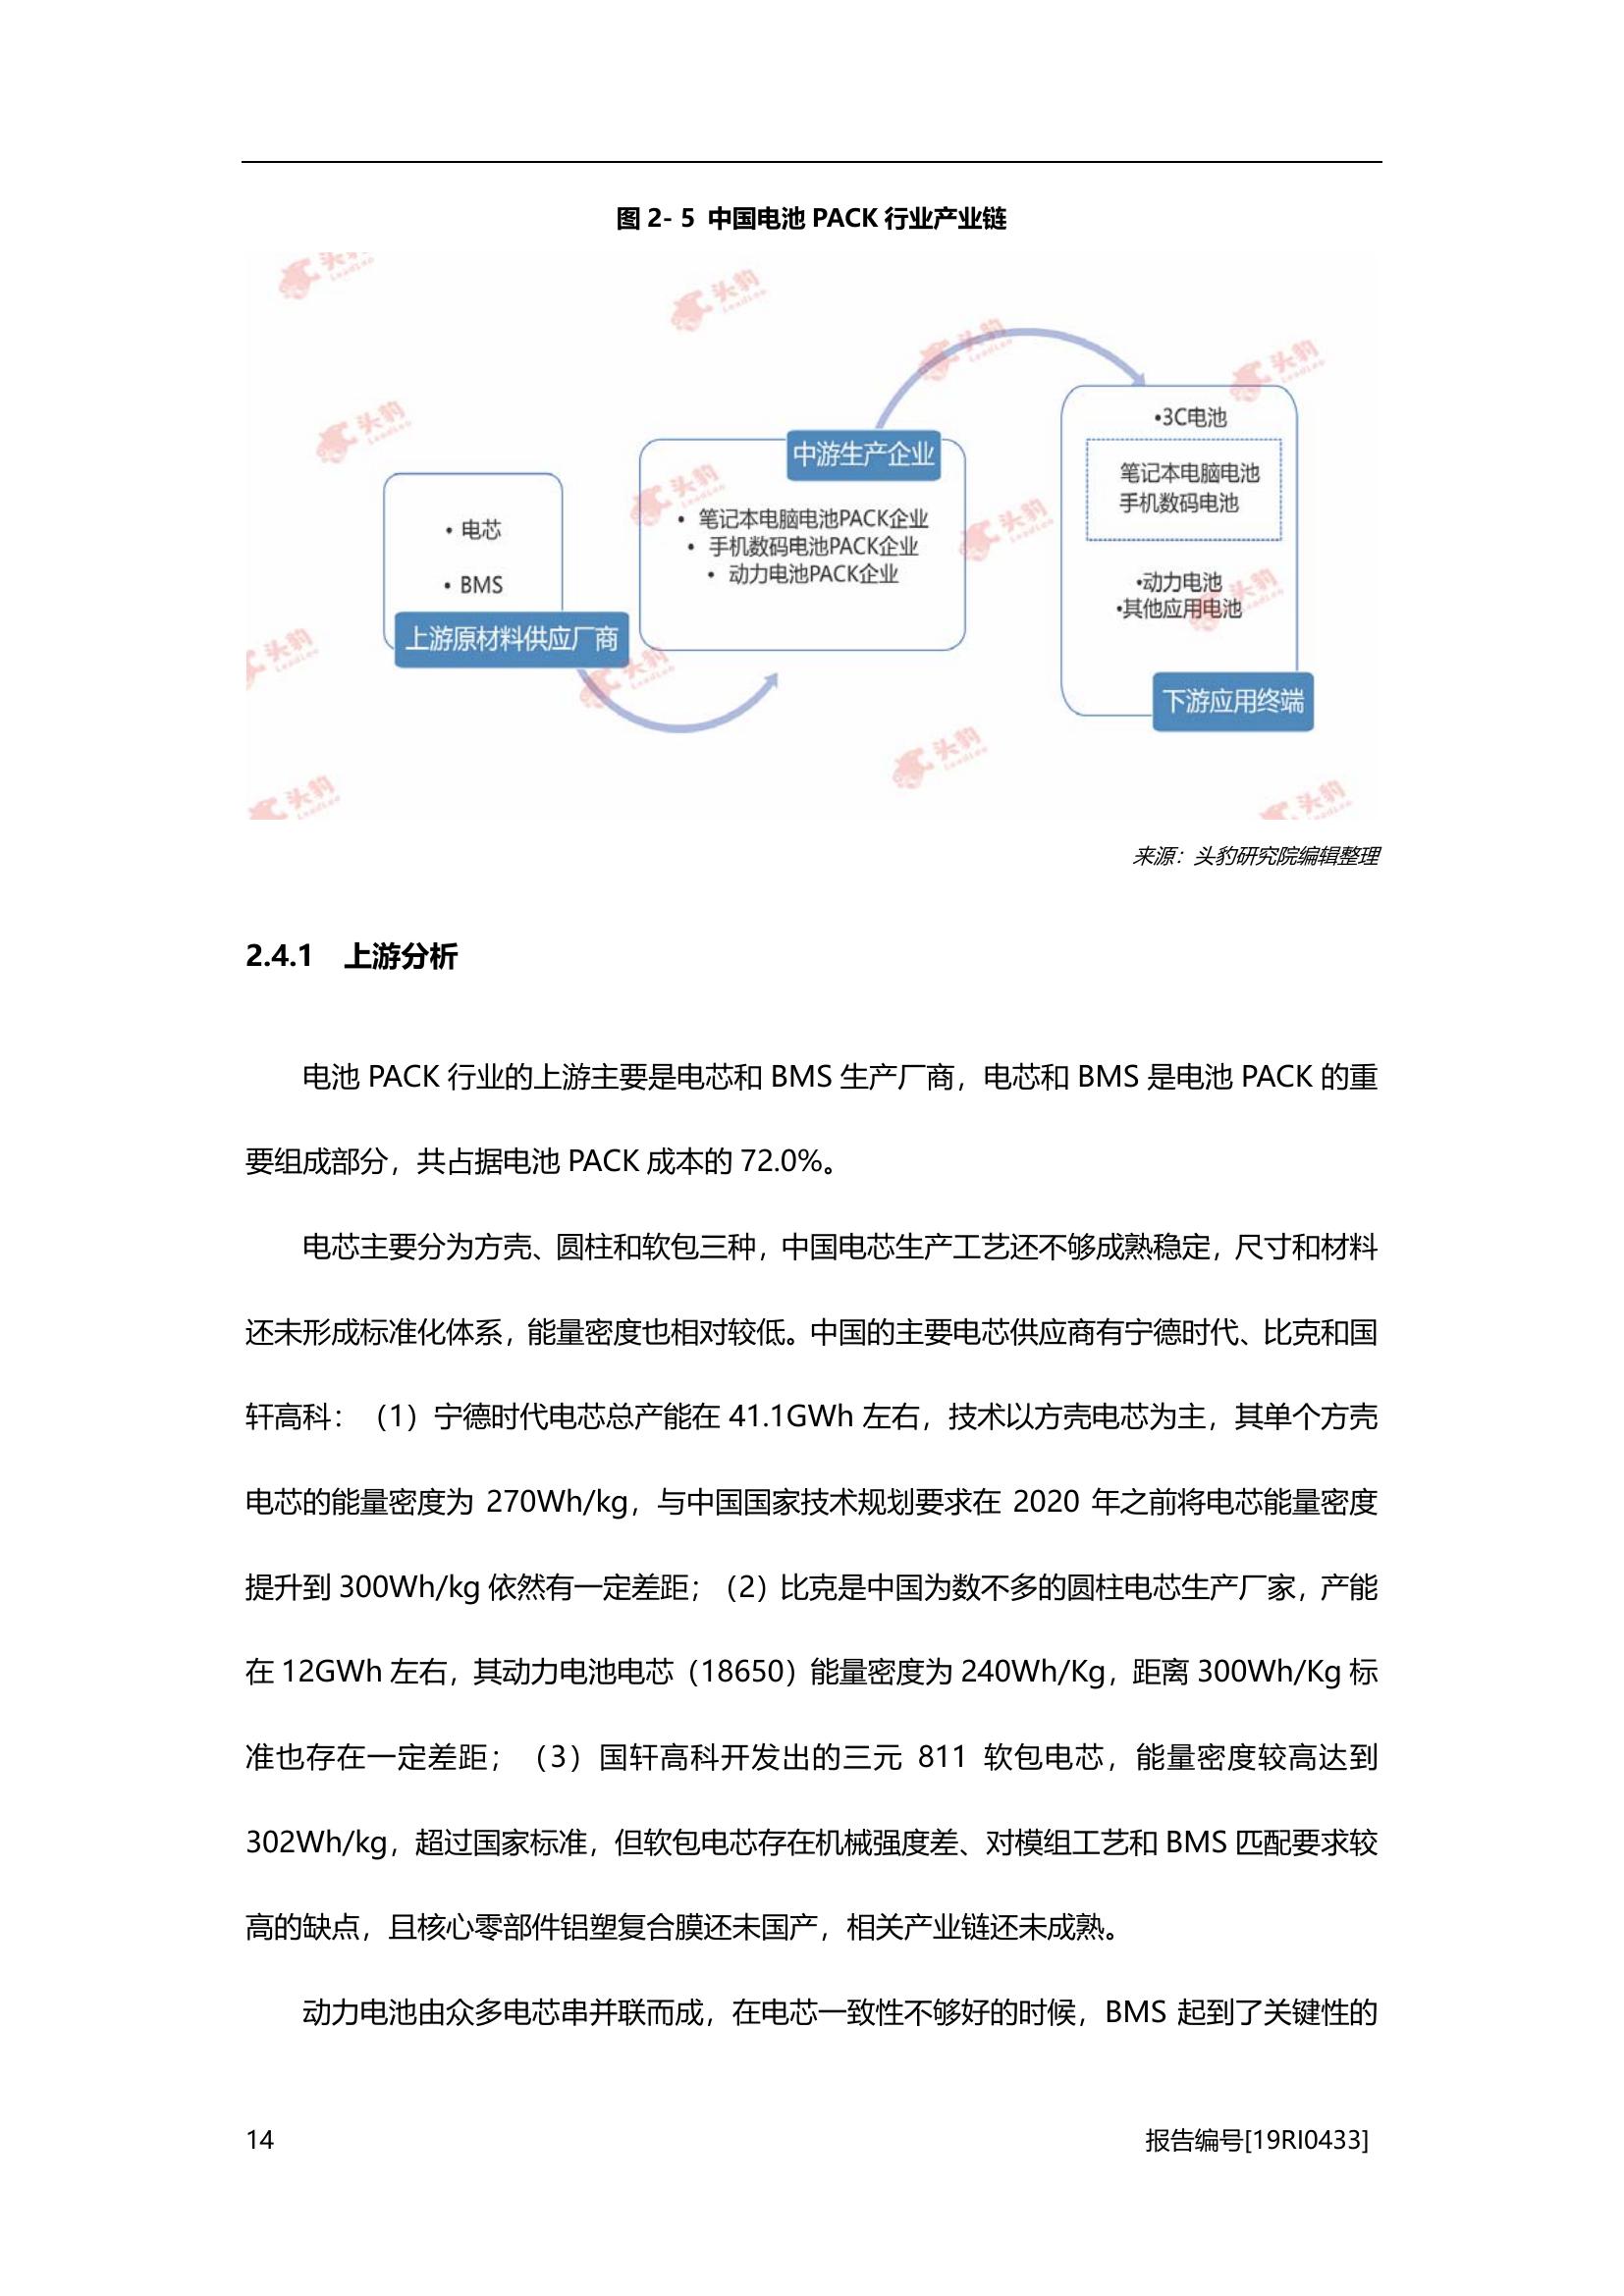 图 2- 5 中国电池 PACK 行业产业链
头豹
LeadLeo
•3C电池
笔记本电脑电池
手机数码电池
•动力电池
•其他应用电池
下游应用终端
中游生产企业
• 笔记本电脑电池PACK企业
• 手机数码电池PACK企业
• 动力电池PACK企业
• 电芯
• BMS
上游原材料供应厂商
来源：头豹研究院编辑整理
2.4.1 上游分析
电池 PACK 行业的上游主要是电芯和 BMS 生产厂商，电芯和 BMS 是电池 PACK 的重
要组成部分，共占据电池 PACK 成本的 72.0%。
电芯主要分为方壳、圆柱和软包三种，中国电芯生产工艺还不够成熟稳定，尺寸和材料
还未形成标准化体系，能量密度也相对较低。中国的主要电芯供应商有宁德时代、比克和国
轩高科：（1）宁德时代电芯总产能在 41.1GWh 左右，技术以方壳电芯为主，其单个方壳
电芯的能量密度为 270Wh/kg，与中国国家技术规划要求在 2020 年之前将电芯能量密度
提升到 300Wh/kg 依然有一定差距；（2）比克是中国为数不多的圆柱电芯生产厂家，产能
在 12GWh 左右，其动力电池电芯（18650）能量密度为 240Wh/Kg，距离 300Wh/Kg 标
准也存在一定差距；（3）国轩高科开发出的三元 811 软包电芯，能量密度较高达到
302Wh/kg，超过国家标准，但软包电芯存在机械强度差、对模组工艺和 BMS 匹配要求较
高的缺点，且核心零部件铝塑复合膜还未国产，相关产业链还未成熟。
动力电池由众多电芯串并联而成，在电芯一致性不够好的时候，BMS 起到了关键性的
14
报告编号[19RI0433]